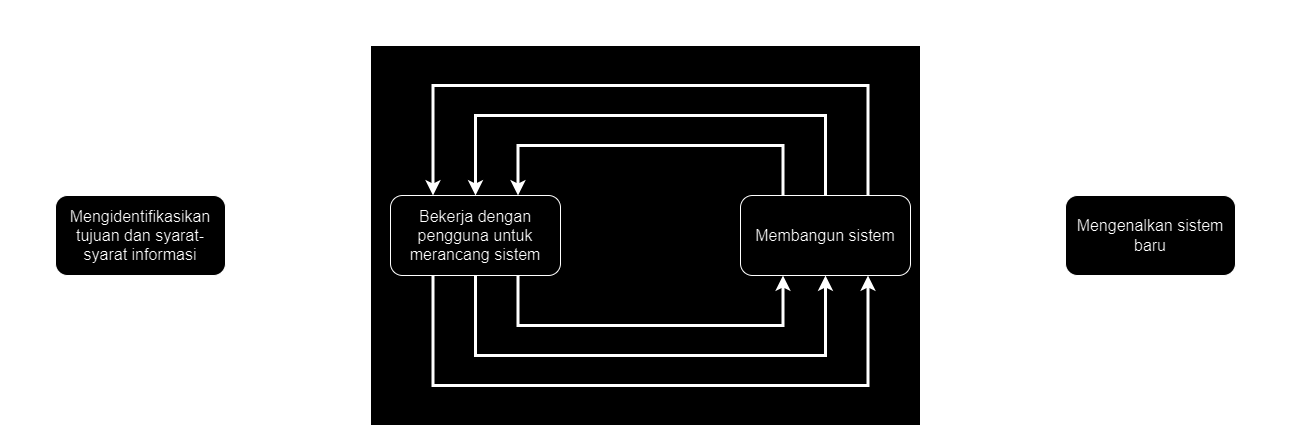 Mengidentifikasikan
tujuan dan syarat-
syarat informasi
Bekerja dengan
pengguna untuk
merancang sistem
Membangun sistem
Mengenalkan sistem
baru